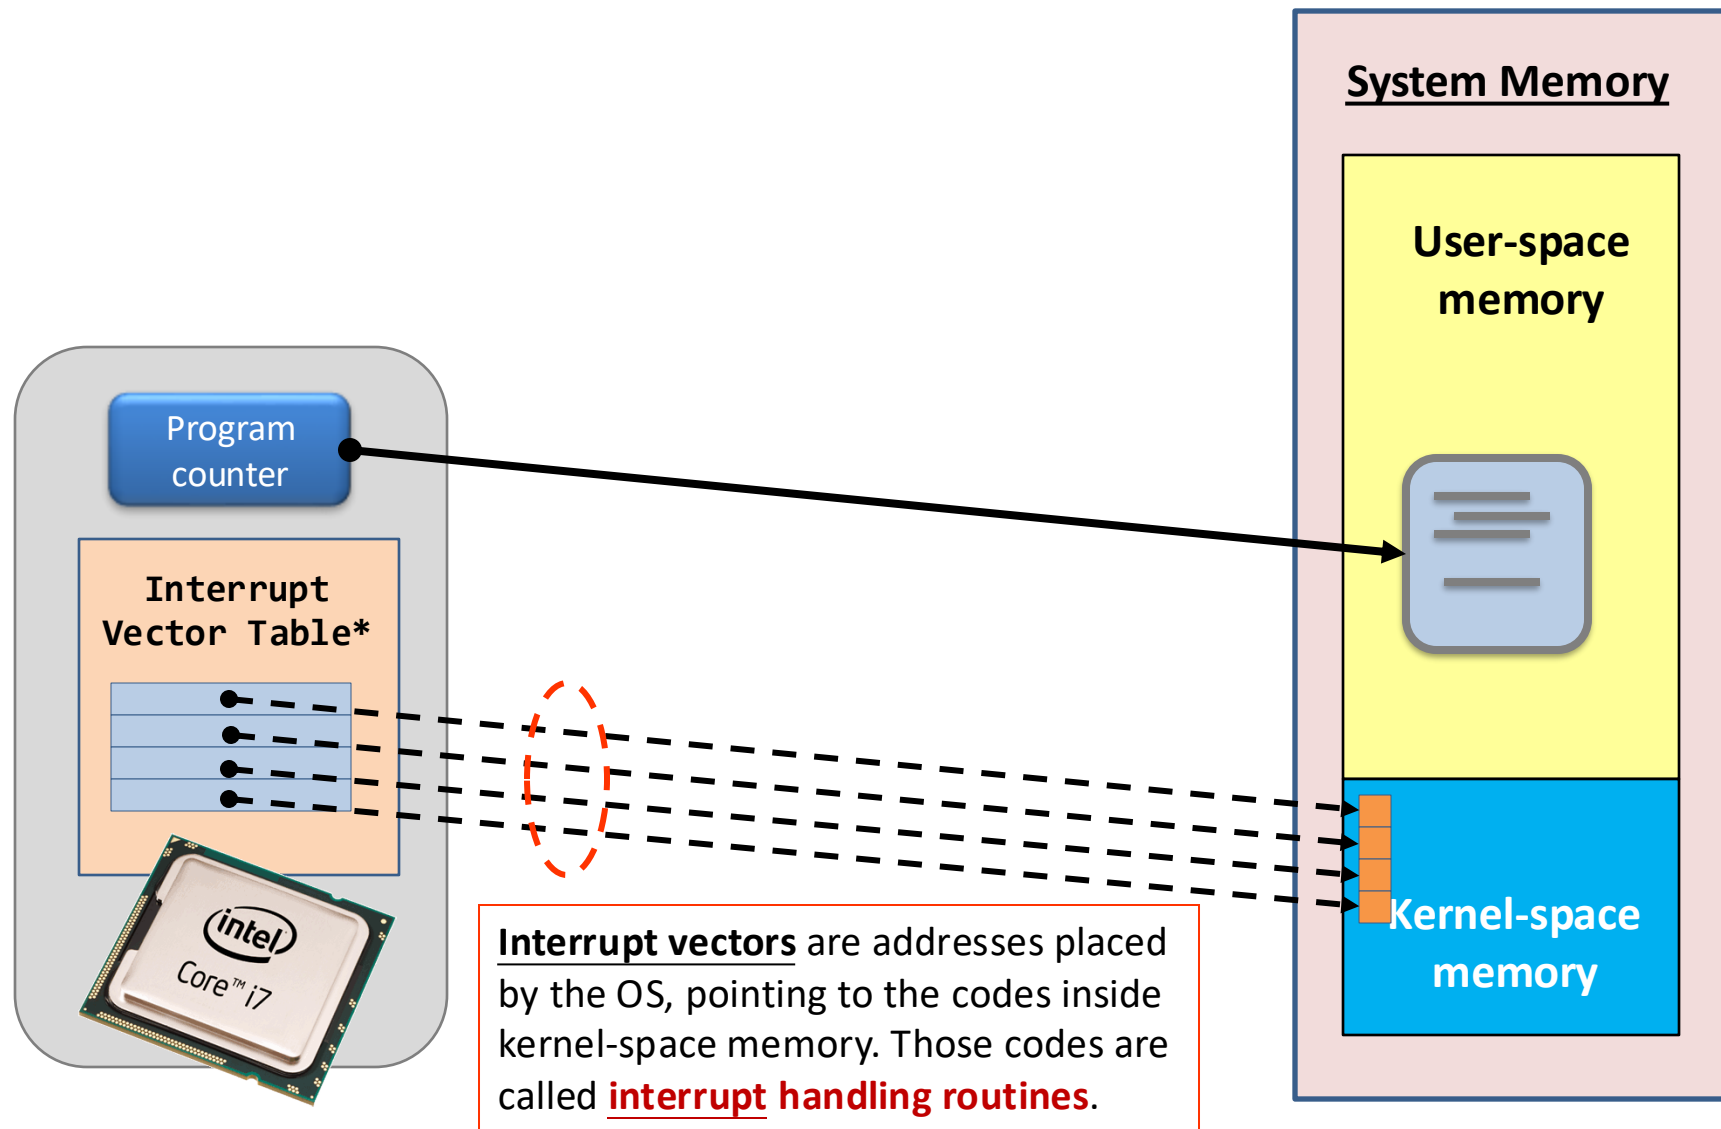 System Memory
User-space
memory
Program
counter
Interrupt
Vector Table*
intel
Core™ i7
Kernel-space
memory
Interrupt vectors are addresses placed
by the OS, pointing to the codes inside
kernel-space memory. Those codes are
called interrupt handling routines.